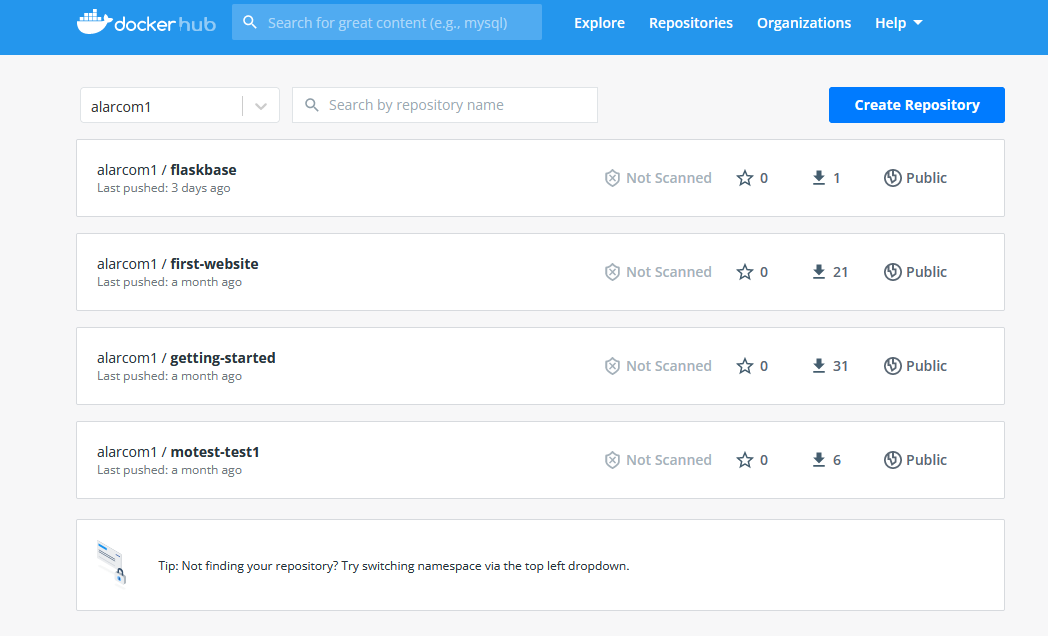 dockerhub Search for great content (e.g., mysql) Explore Repositories Organizations Help
alarcom1 Search by repository name Create Repository
alarcom1 / flaskbase
Last pushed: 3 days ago
Not Scanned 0 1 Public
alarcom1 / first-website
Last pushed: a month ago
Not Scanned 0 21 Public
alarcom1 / getting-started
Last pushed: a month ago
Not Scanned 0 31 Public
alarcom1 / motest-test1
Last pushed: a month ago
Not Scanned 0 6 Public
Tip: Not finding your repository? Try switching namespace via the top left dropdown.